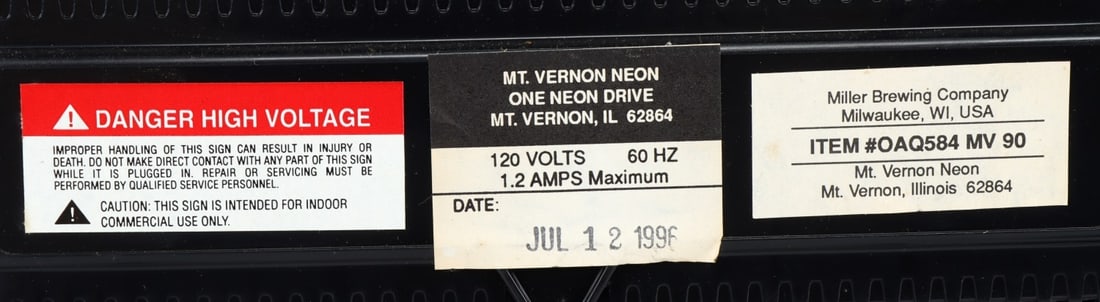 DANGER HIGH VOLTAGE
IMPROPER HANDLING OF THIS SIGN CAN RESULT IN INJURY OR
DEATH. DO NOT MAKE DIRECT CONTACT WITH ANY PART OF THIS SIGN
WHILE IT IS PLUGGED IN. REPAIR OR SERVICING MUST BE
PERFORMED BY QUALIFIED SERVICE PERSONNEL.
CAUTION: THIS SIGN IS INTENDED FOR INDOOR
COMMERCIAL USE ONLY.
MT. VERNON NEON
ONE NEON DRIVE
MT. VERNON, IL 62864
120 VOLTS 60 HZ
1.2 AMPS Maximum
DATE:
JUL 12 1996
Miller Brewing Company
Milwaukee, WI, USA
ITEM #OAQ584 MV 90
Mt. Vernon Neon
Mt. Vernon, Illinois 62864